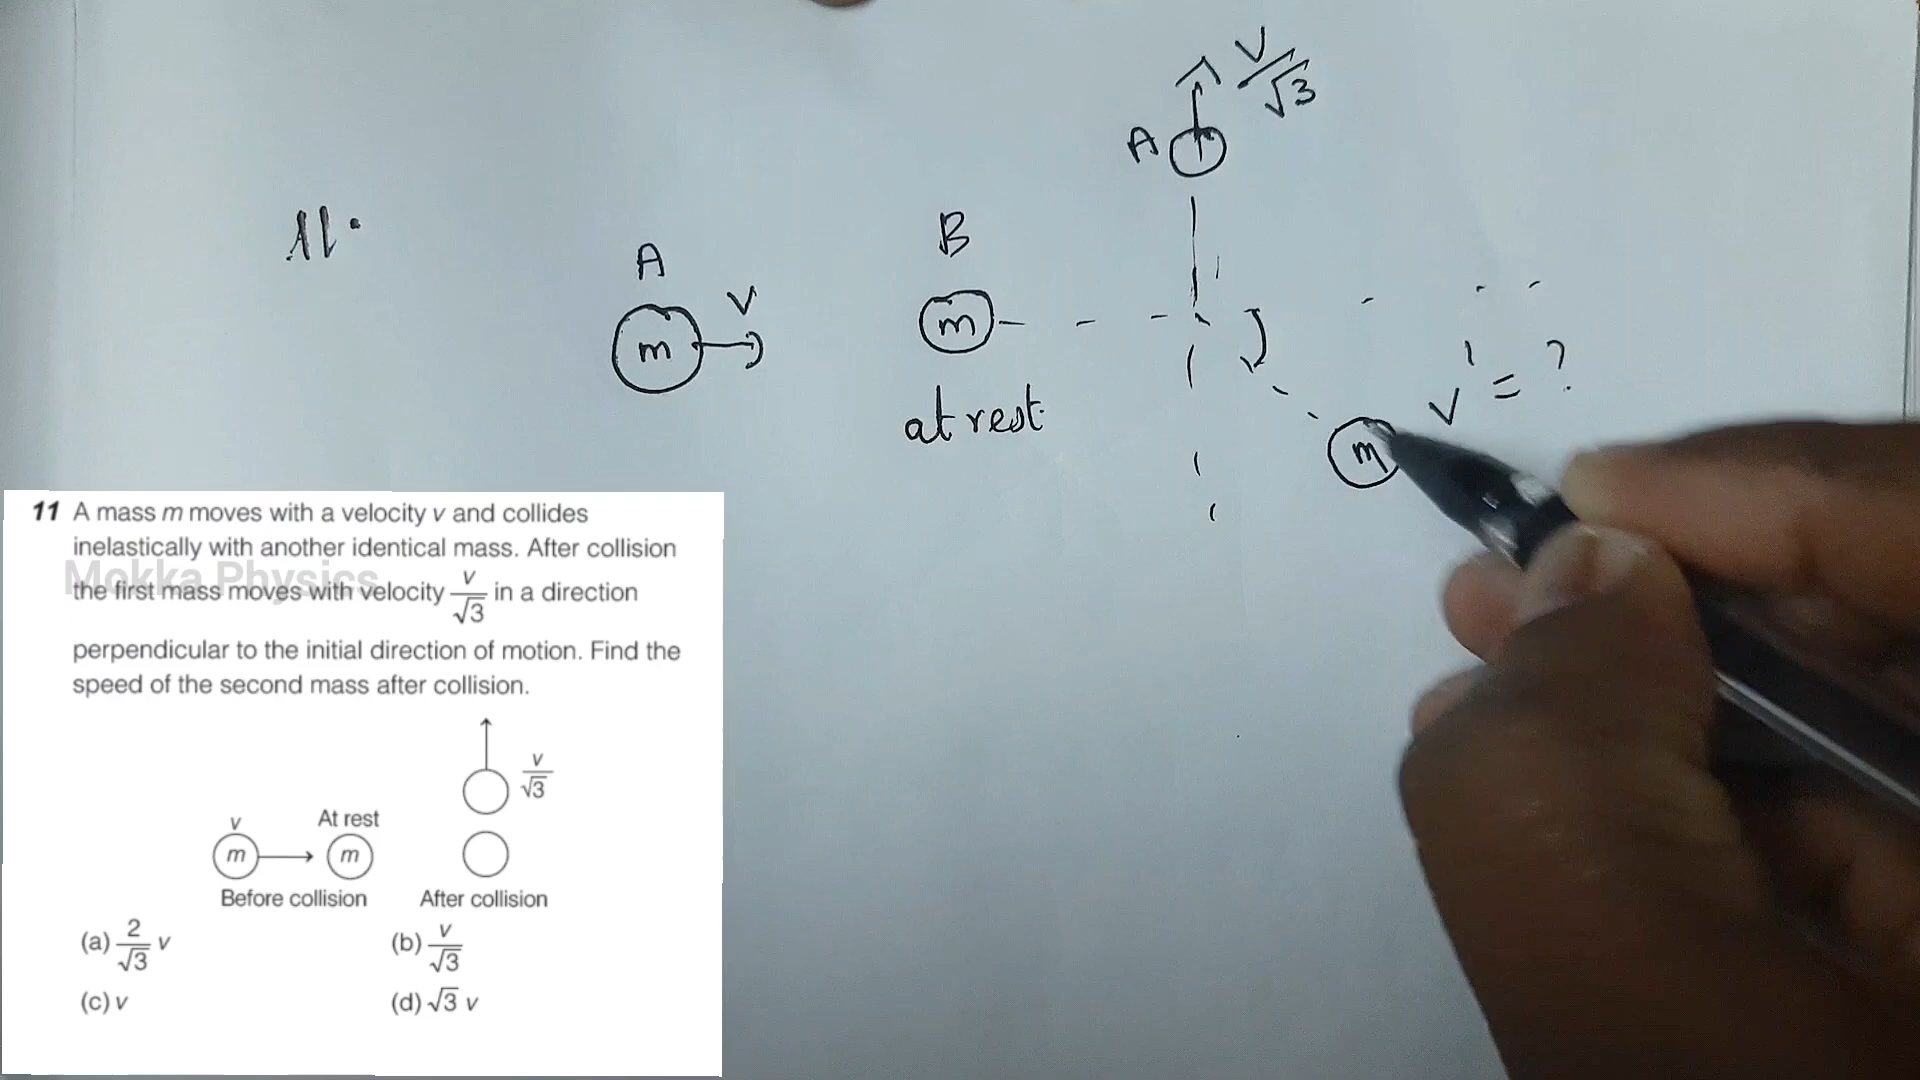 V/√3
A
11.
A
B
V
m
m
at rest
V' = ?
m
11 A mass m moves with a velocity v and collides
inelastically with another identical mass. After collision
Mokka Physics
the first mass moves with velocity v/√3 in a direction
perpendicular to the initial direction of motion. Find the
speed of the second mass after collision.
v/√3
v
At rest
m
m
Before collision
After collision
(a) 2/√3 v
(b) v/√3
(c) v
(d) √3 v